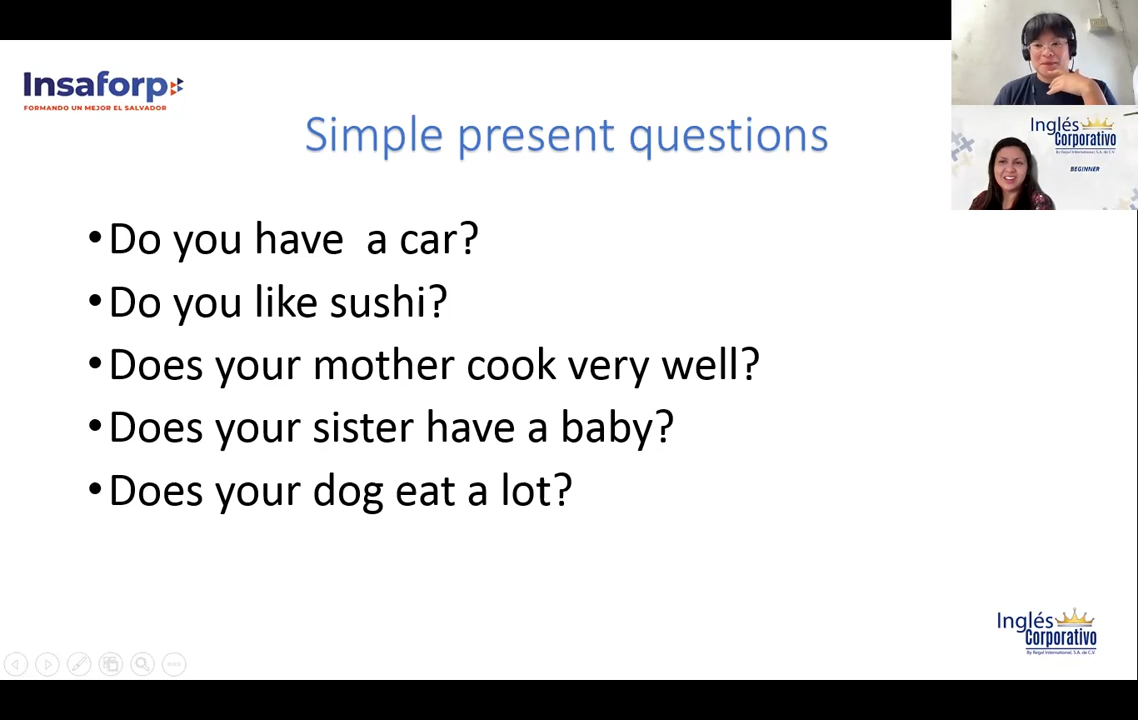 Insaforp
FORMANDO UN MEJOR EL SALVADOR
Simple present questions
•Do you have  a car?
•Do you like sushi?
•Does your mother cook very well?
•Does your sister have a baby?
•Does your dog eat a lot?
Inglés
Corporativo
By Regal International, S.A. de C.V.
BEGINNER
Inglés
Corporativo
By Regal International, S.A. de C.V.